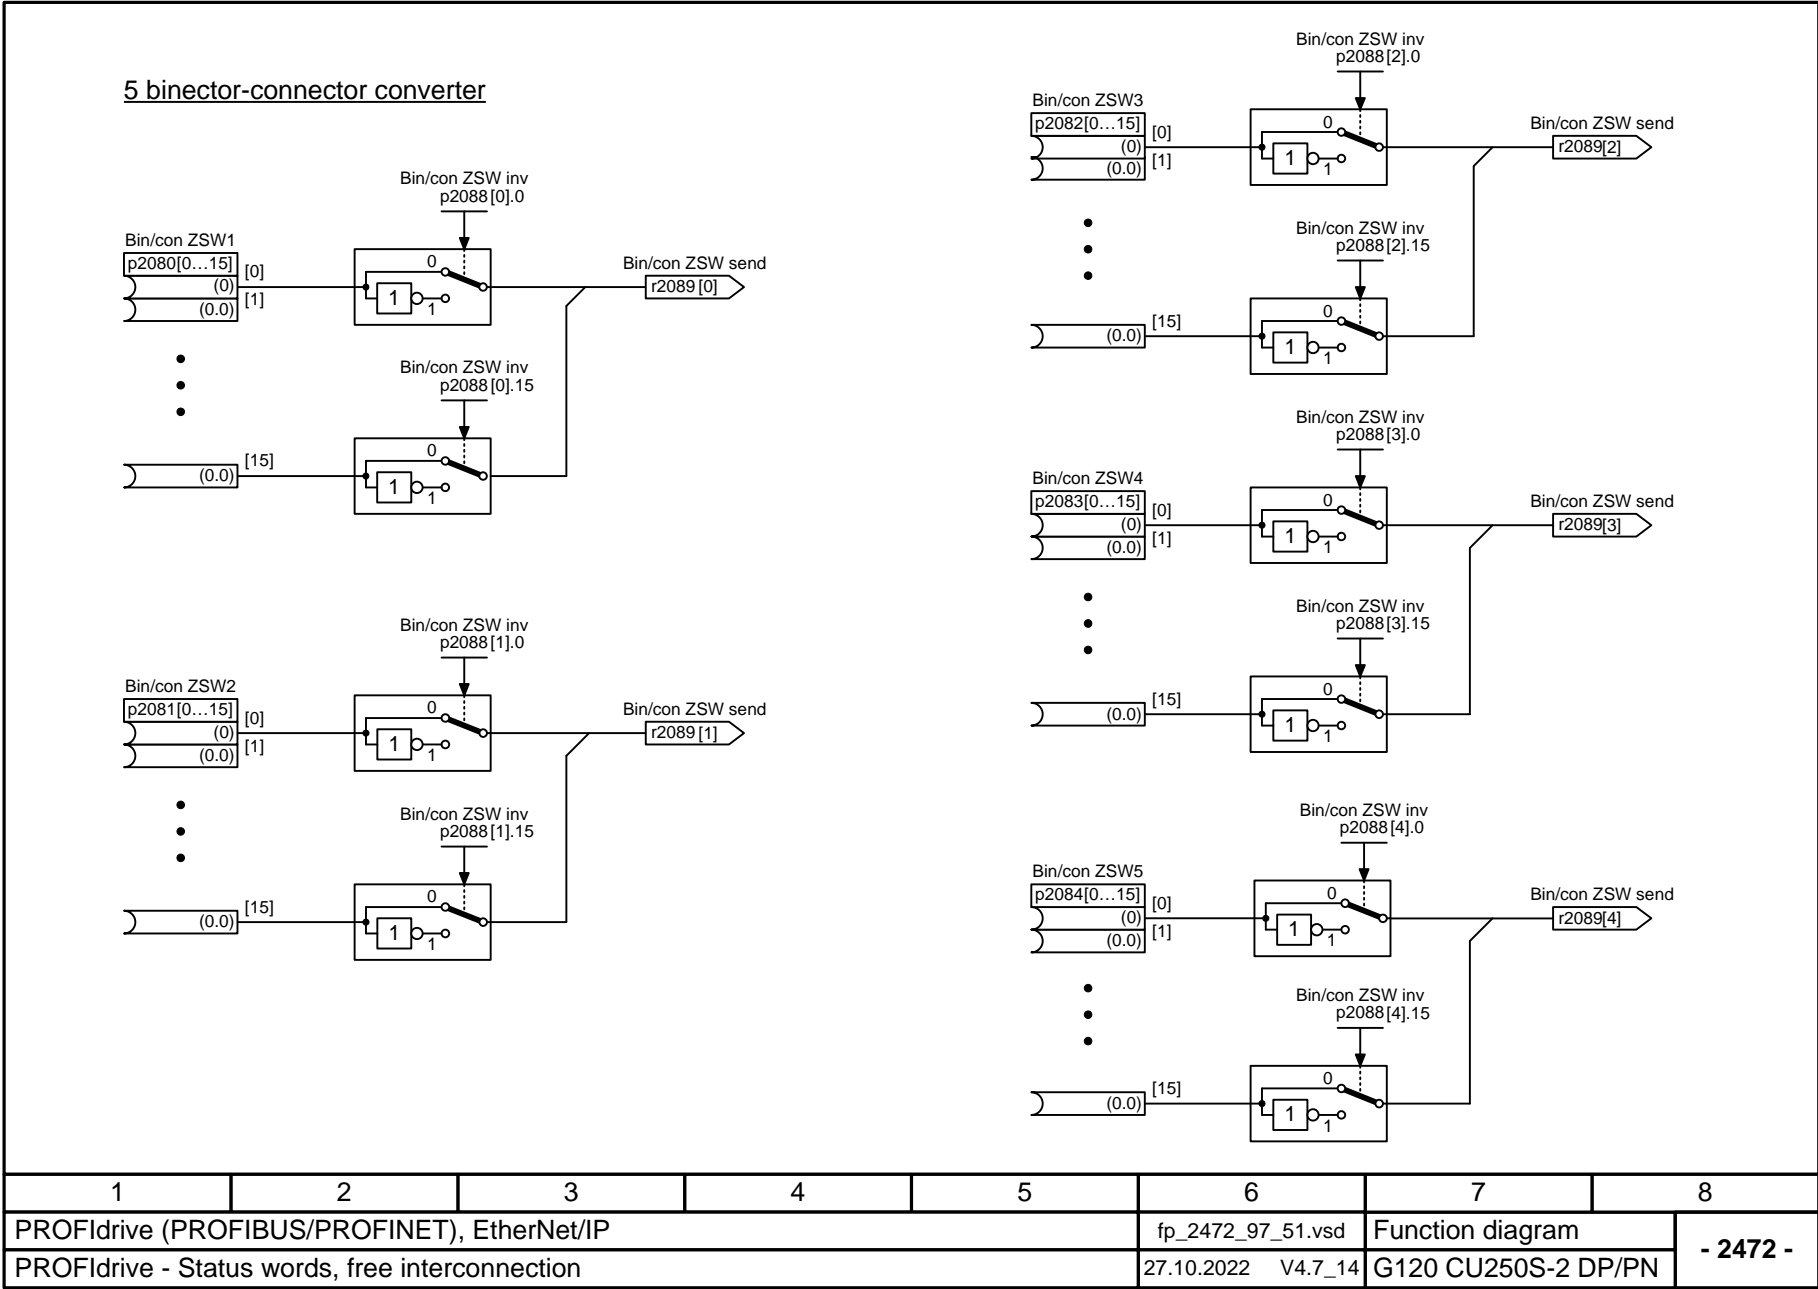 5 binector-connector converter
Bin/con ZSW inv
p2088[0].0
Bin/con ZSW1
p2080[0...15]
[0]
(0)
[1]
(0.0)
0
1
1
Bin/con ZSW send
r2089[0]
Bin/con ZSW inv
p2088[0].15
[15]
(0.0)
0
1
1
Bin/con ZSW inv
p2088[1].0
Bin/con ZSW2
p2081[0...15]
[0]
(0)
[1]
(0.0)
0
1
1
Bin/con ZSW send
r2089[1]
Bin/con ZSW inv
p2088[1].15
[15]
(0.0)
0
1
1
Bin/con ZSW inv
p2088[2].0
Bin/con ZSW3
p2082[0...15]
[0]
(0)
[1]
(0.0)
0
1
1
Bin/con ZSW send
r2089[2]
Bin/con ZSW inv
p2088[2].15
[15]
(0.0)
0
1
1
Bin/con ZSW inv
p2088[3].0
Bin/con ZSW4
p2083[0...15]
[0]
(0)
[1]
(0.0)
0
1
1
Bin/con ZSW send
r2089[3]
Bin/con ZSW inv
p2088[3].15
[15]
(0.0)
0
1
1
Bin/con ZSW inv
p2088[4].0
Bin/con ZSW5
p2084[0...15]
[0]
(0)
[1]
(0.0)
0
1
1
Bin/con ZSW send
r2089[4]
Bin/con ZSW inv
p2088[4].15
[15]
(0.0)
0
1
1
1 2 3 4 5 6 7 8
PROFIdrive (PROFIBUS/PROFINET), EtherNet/IP
fp_2472_97_51.vsd
Function diagram
- 2472 -
PROFIdrive - Status words, free interconnection
27.10.2022 V4.7_14
G120 CU250S-2 DP/PN